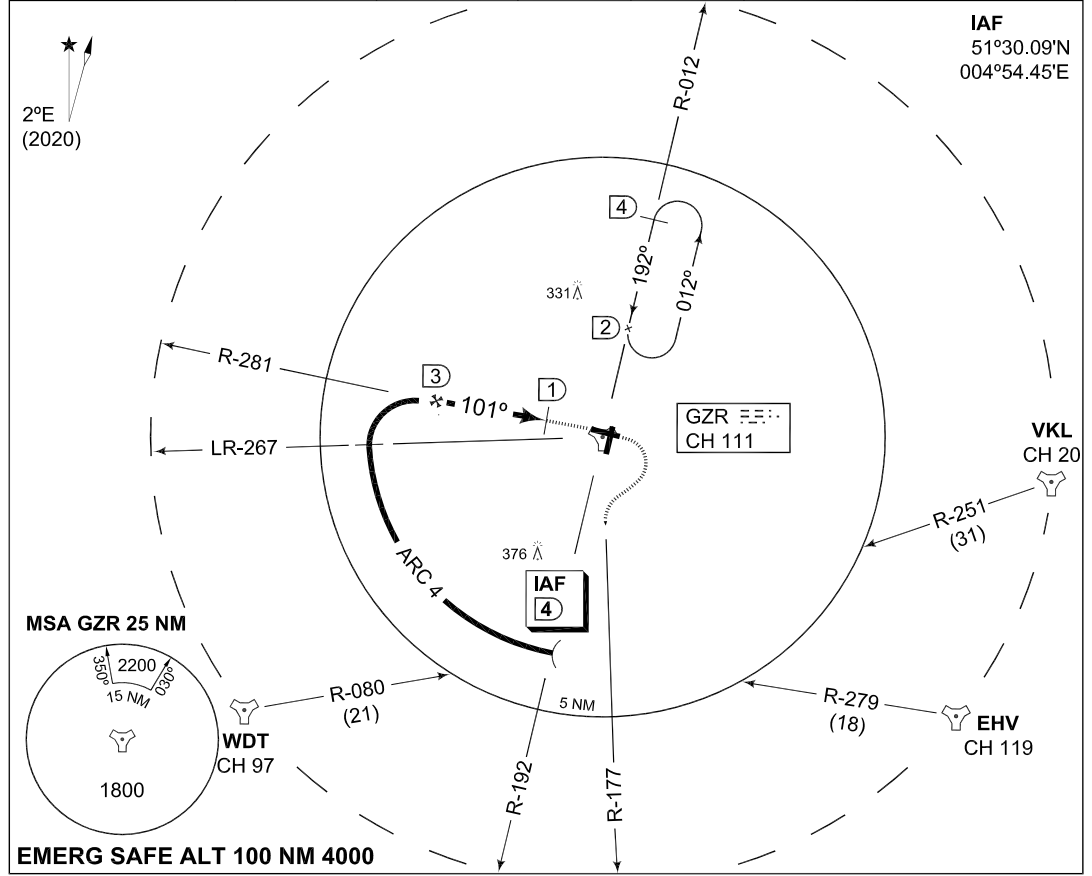 IAF
51º30.09'N
004º54.45'E
2ºE
(2020)
R-012
4
192º
012º
331
2
R-281
3
101º
1
GZR
CH 111
LR-267
VKL
CH 20
R-251
(31)
376
ARC 4
IAF
4
MSA GZR 25 NM
350º
2200
030º
15 NM
1800
R-080
(21)
WDT
CH 97
5 NM
R-279
(18)
EHV
CH 119
R-192
R-177
EMERG SAFE ALT 100 NM 4000